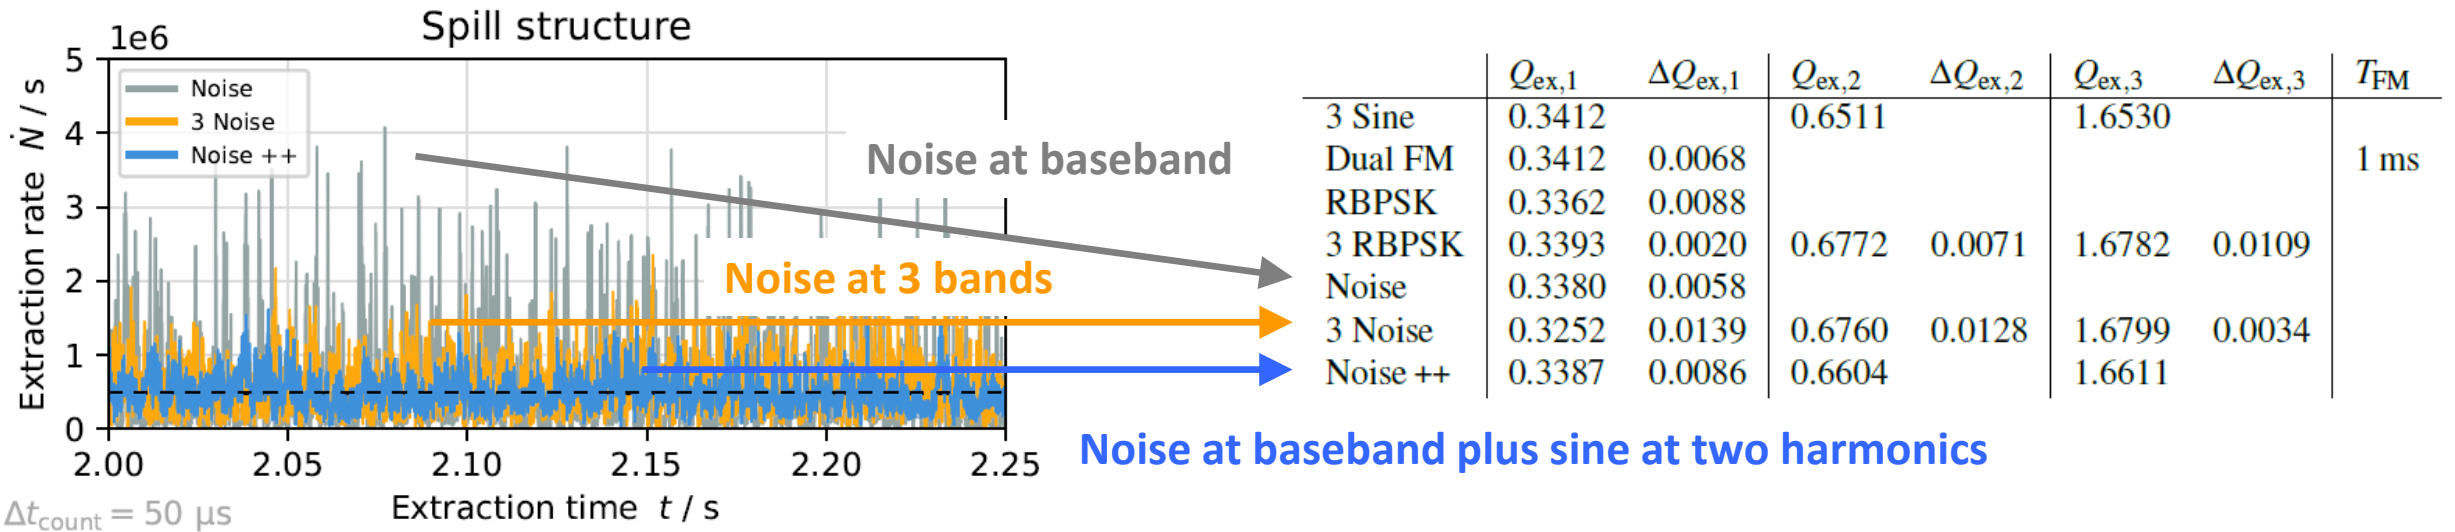 Spill structure
1e6
5
4
3
2
1
0
Extraction rate Ṅ / s
Noise
3 Noise
Noise ++
2.00 2.05 2.10 2.15 2.20 2.25
Extraction time t / s
Δt_count = 50 µs
Noise at baseband
Noise at 3 bands
Noise at baseband plus sine at two harmonics
Q_ex,1 ΔQ_ex,1 Q_ex,2 ΔQ_ex,2 Q_ex,3 ΔQ_ex,3 T_FM
3 Sine 0.3412 0.6511 1.6530
Dual FM 0.3412 0.0068 1 ms
RBPSK 0.3362 0.0088
3 RBPSK 0.3393 0.0020 0.6772 0.0071 1.6782 0.0109
Noise 0.3380 0.0058
3 Noise 0.3252 0.0139 0.6760 0.0128 1.6799 0.0034
Noise ++ 0.3387 0.0086 0.6604 1.6611